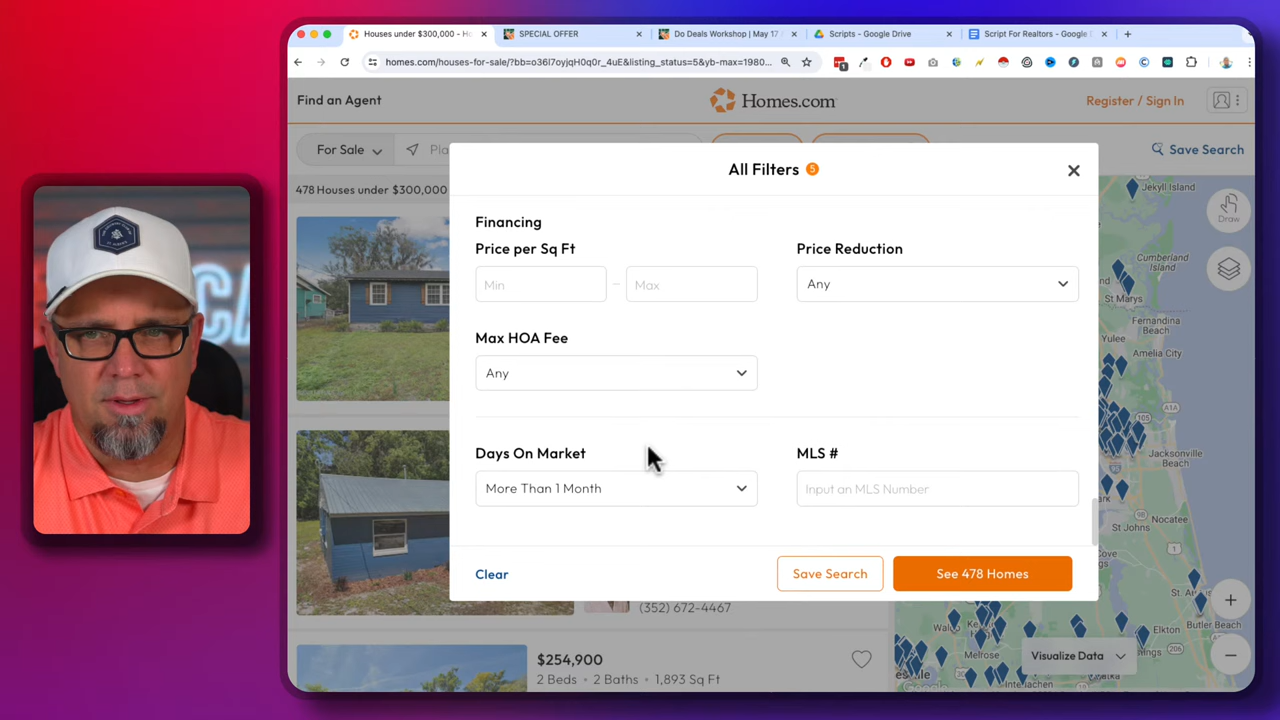 Houses under $300,000 - Ho
SPECIAL OFFER
Do Deals Workshop | May 17
Scripts - Google Drive
Script For Realtors - Google
homes.com/houses-for-sale/?bb=o36l7oyjqH0q0r_4uE&listing_status=5&yb-max=1980...
Find an Agent
Homes.com
Register / Sign In
For Sale
Pla
Save Search
478 Houses under $300,000
All Filters 5
Financing
Price per Sq Ft
Price Reduction
Min
Max
Any
Max HOA Fee
Any
Days On Market
MLS #
More Than 1 Month
Input an MLS Number
Clear
Save Search
See 478 Homes
(352) 672-4467
$254,900
2 Beds • 2 Baths • 1,893 Sq Ft
Draw
Jekyll Island
Cumberland
Island
St Marys
Fernandina
Beach
Yulee
Amelia City
A1A
Jacksonville
Beach
Nocatee
St Johns
Cove
Springs
Butler Beach
Elkton
Melrose
Interlachen
Visualize Data